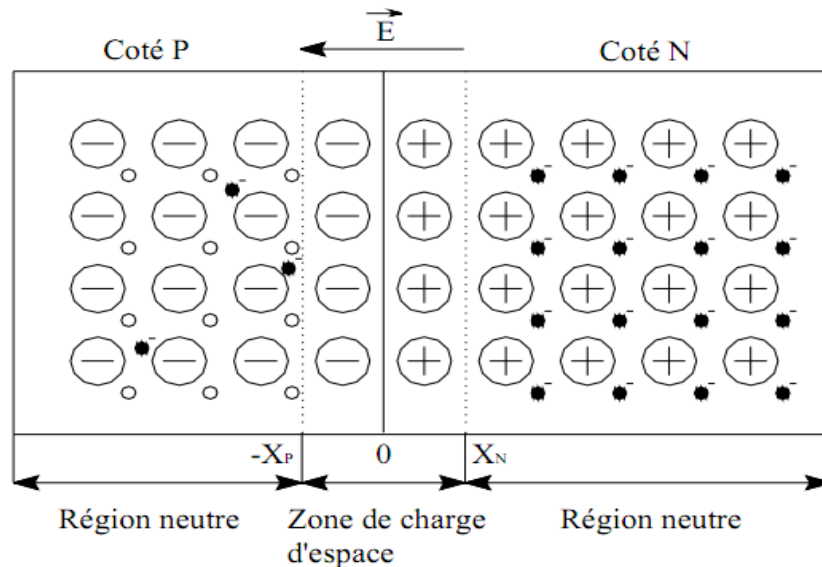 E
Coté P
Coté N
-XP
0
XN
Région neutre
Zone de charge
d'espace
Région neutre